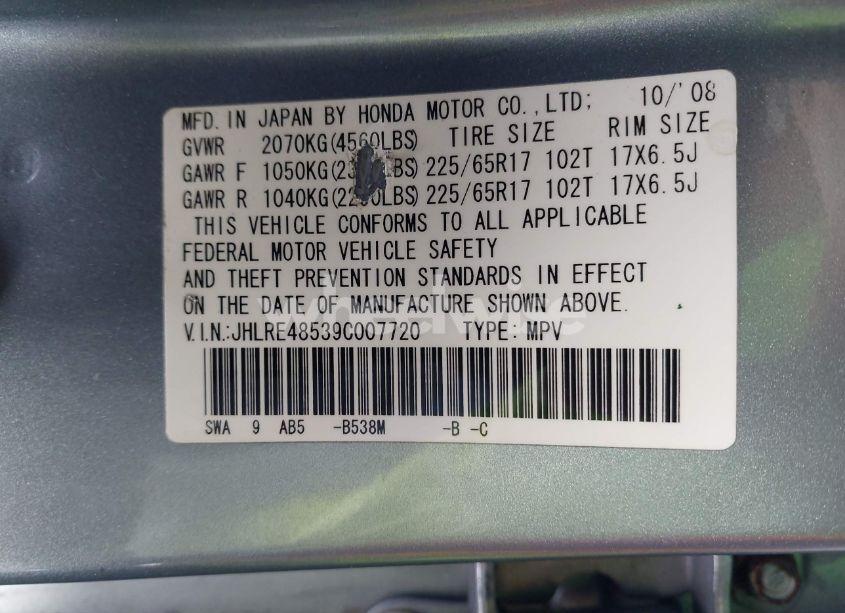 MFD. IN JAPAN BY HONDA MOTOR CO.,LTD; 10/'08
GVWR 2070KG(4560LBS) TIRE SIZE RIM SIZE
GAWR F 1050KG 225/65R17 102T 17X6.5J
GAWR R 1040KG 225/65R17 102T 17X6.5J
THIS VEHICLE CONFORMS TO ALL APPLICABLE
FEDERAL MOTOR VEHICLE SAFETY
AND THEFT PREVENTION STANDARDS IN EFFECT
ON THE DATE OF MANUFACTURE SHOWN ABOVE.
wheelwise
V.I.N.:JHLRE48539C007720 TYPE: MPV
SWA 9 AB5 -B538M -B -C